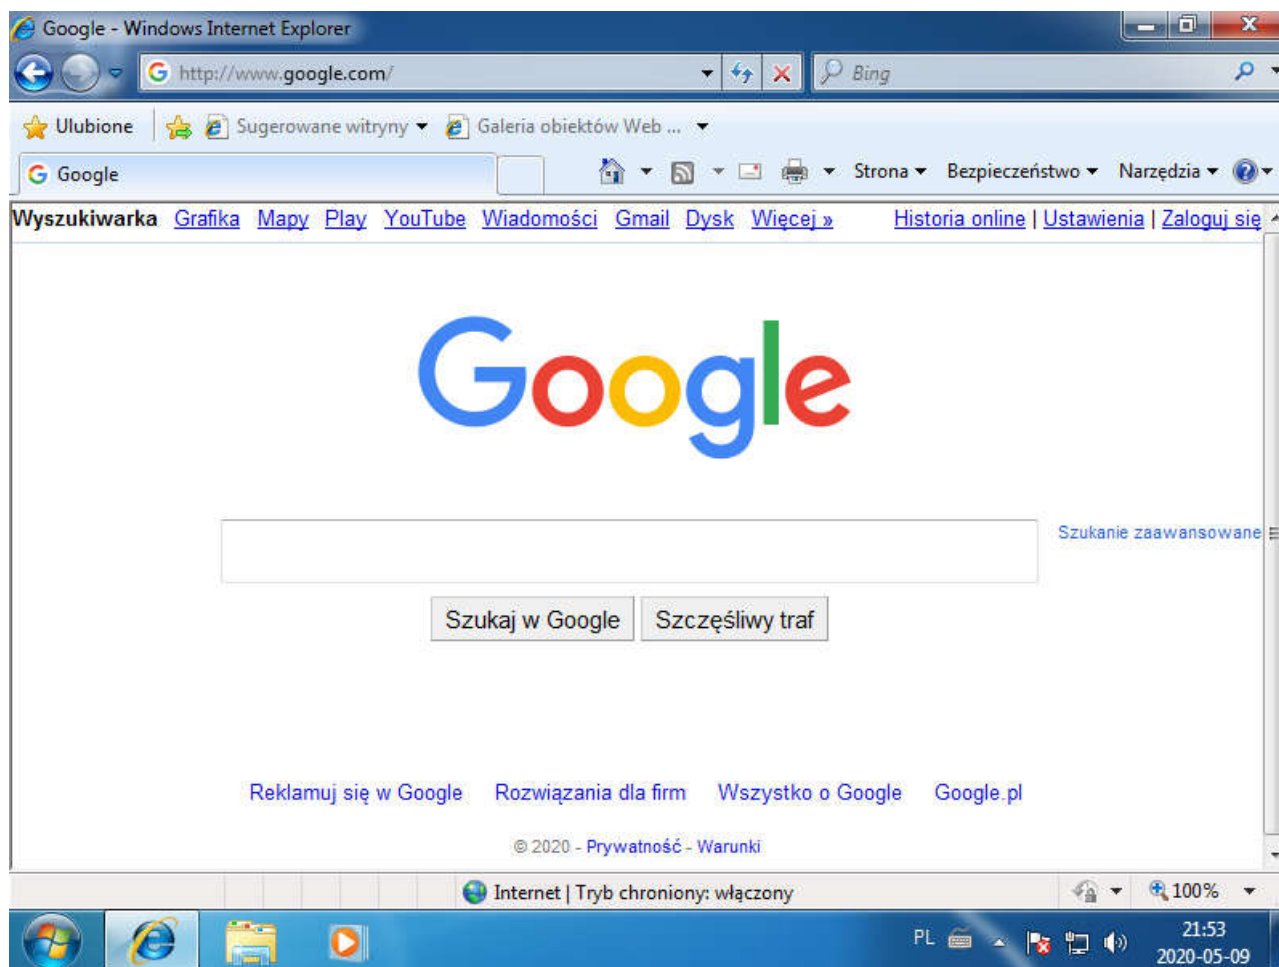 Google - Windows Internet Explorer
http://www.google.com/ Bing
Ulubione Sugerowane witryny Galeria obiektów Web ...
Google Strona Bezpieczeństwo Narzędzia
Wyszukiwarka Grafika Mapy Play YouTube Wiadomości Gmail Dysk Więcej » Historia online | Ustawienia | Zaloguj się
Google
Szukanie zaawansowane
Szukaj w Google Szczęśliwy traf
Reklamuj się w Google Rozwiązania dla firm Wszystko o Google Google.pl
© 2020 - Prywatność - Warunki
Internet | Tryb chroniony: włączony 100%
PL 21:53
2020-05-09